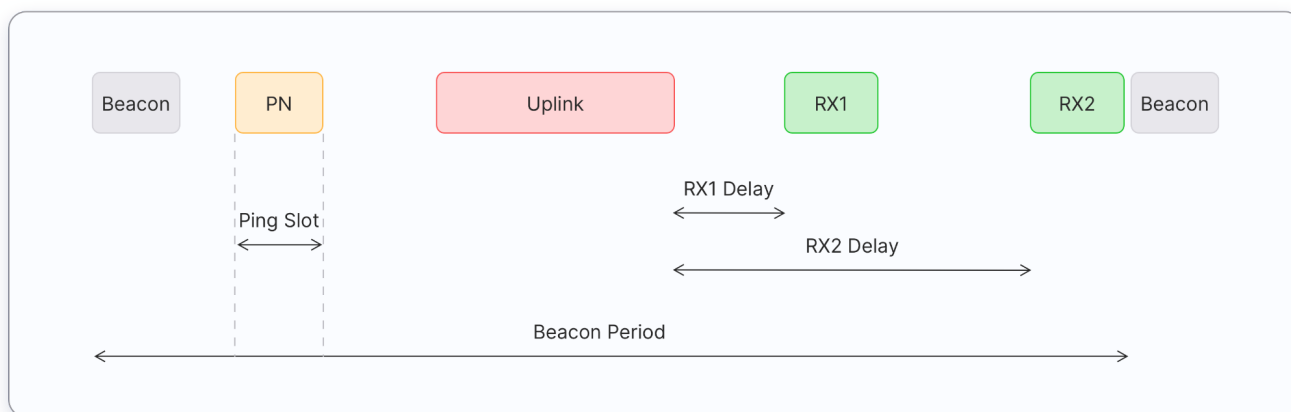 Beacon
PN
Uplink
RX1
RX2
Beacon
RX1 Delay
Ping Slot
RX2 Delay
Beacon Period